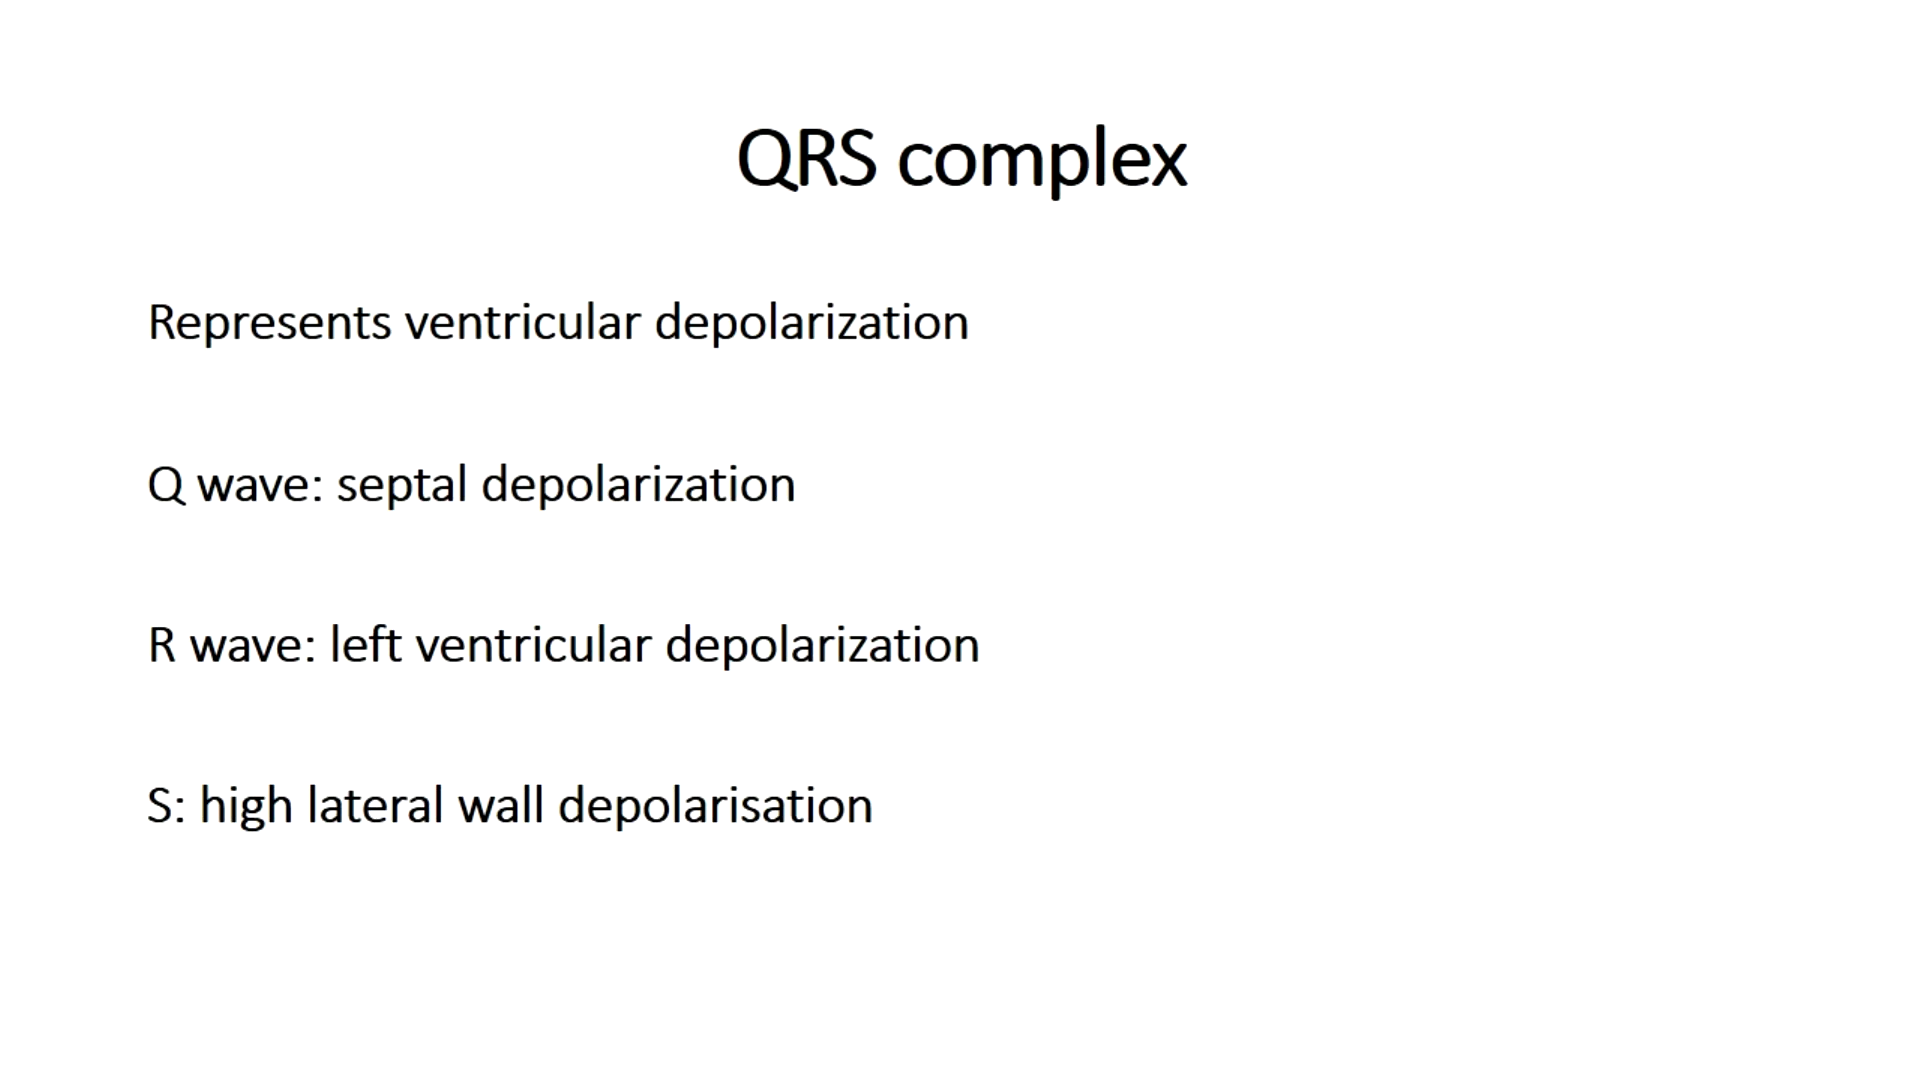 QRS complex
Represents ventricular depolarization
Q wave: septal depolarization
R wave: left ventricular depolarization
S: high lateral wall depolarisation